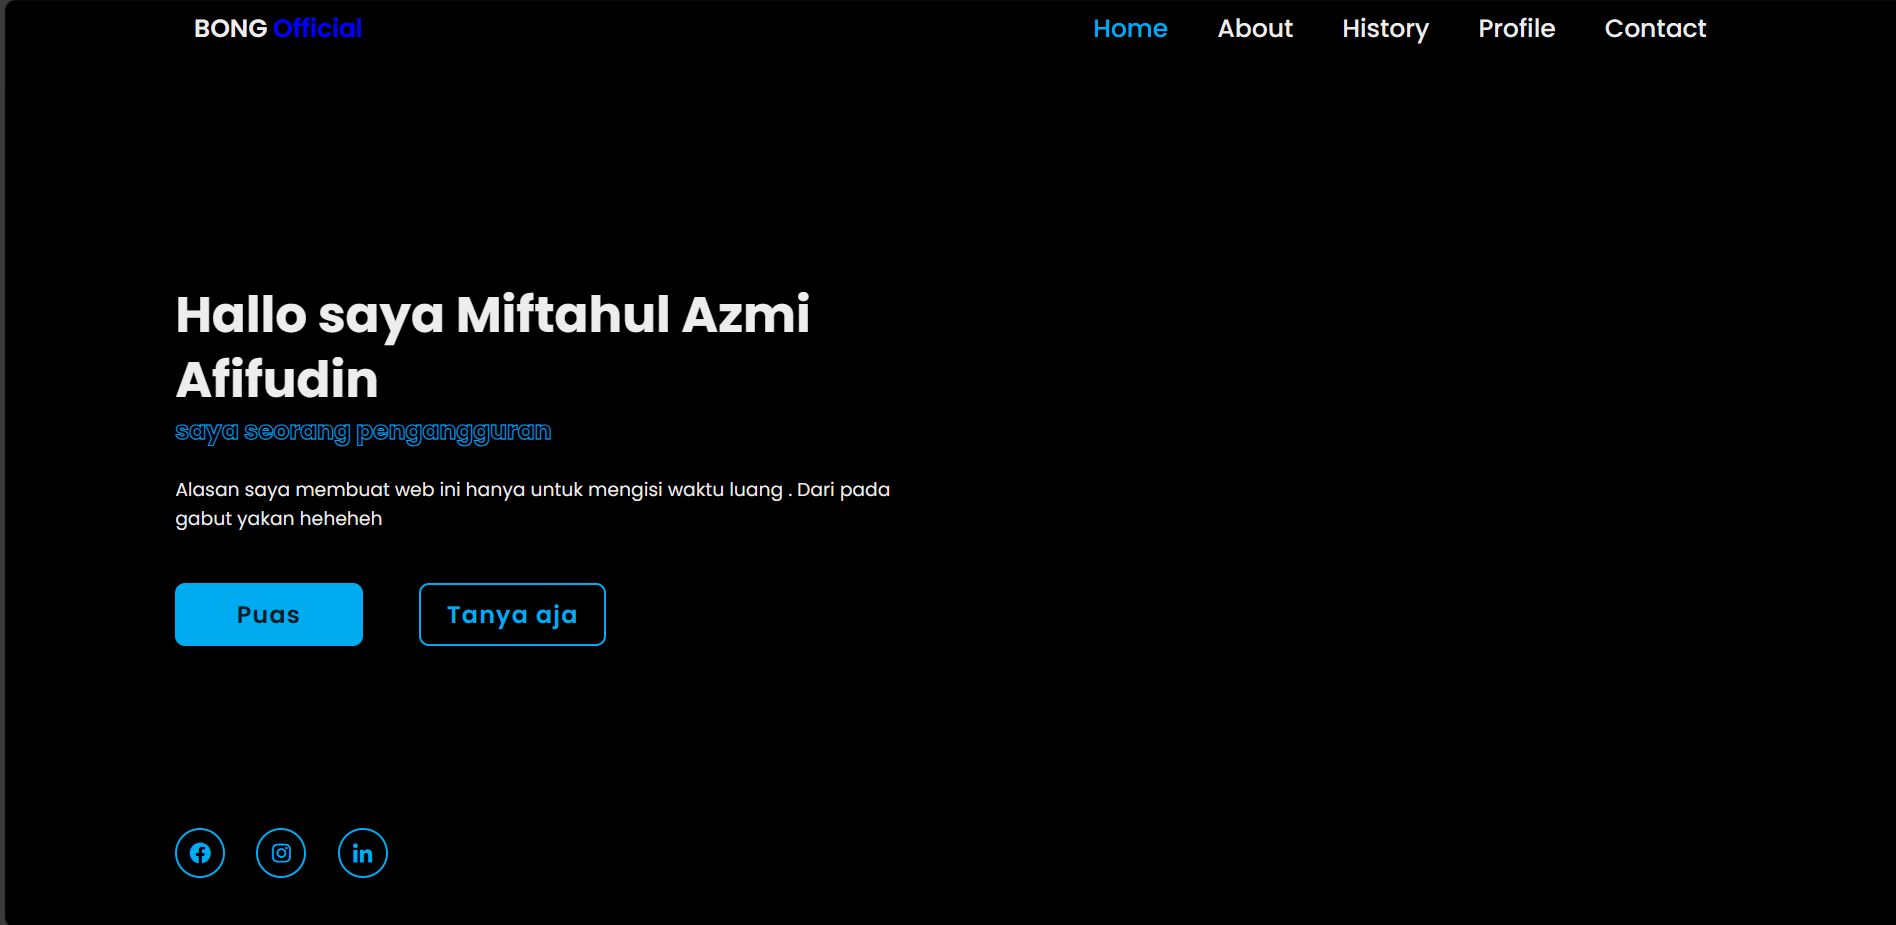 BONG Official
Home About History Profile Contact
Hallo saya Miftahul Azmi
Afifudin
saya seorang pengangguran
Alasan saya membuat web ini hanya untuk mengisi waktu luang . Dari pada
gabut yakan heheheh
Puas
Tanya aja